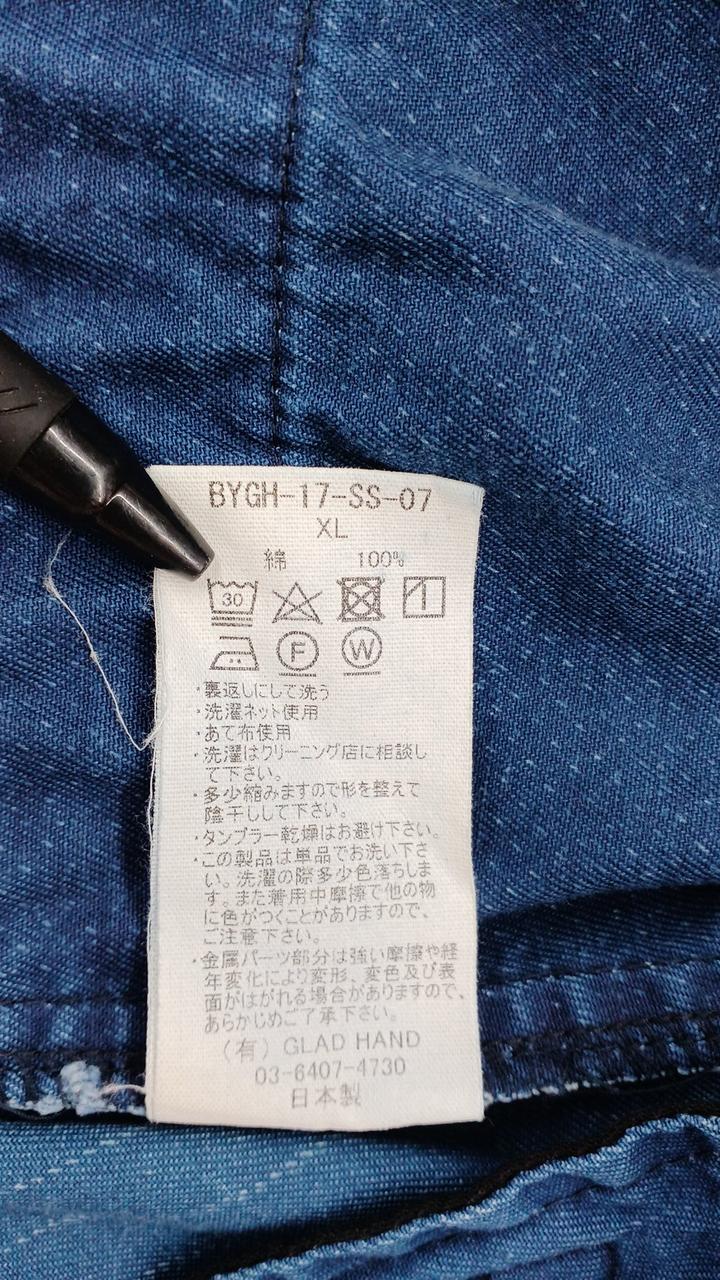 BYGH-17-SS-07
XL
綿 100%
30
F W
・裏返しにして洗う
・洗濯ネット使用
・あて布使用
・洗濯はクリーニング店に相談し
て下さい。
・多少縮みますので形を整えて
陰干しして下さい。
・タンブラー乾燥はお避け下さい。
・この製品は単品でお洗い下さ
い。洗濯の際多少色落ちしま
す。また着用中摩擦で他の物
に色がつくことがありますので、
ご注意下さい。
・金属パーツ部分は強い摩擦や経
年変化により変形、変色及び表
面がはがれる場合がありますので、
あらかじめご了承下さい。
（有）GLAD HAND
03-6407-4730
日本製